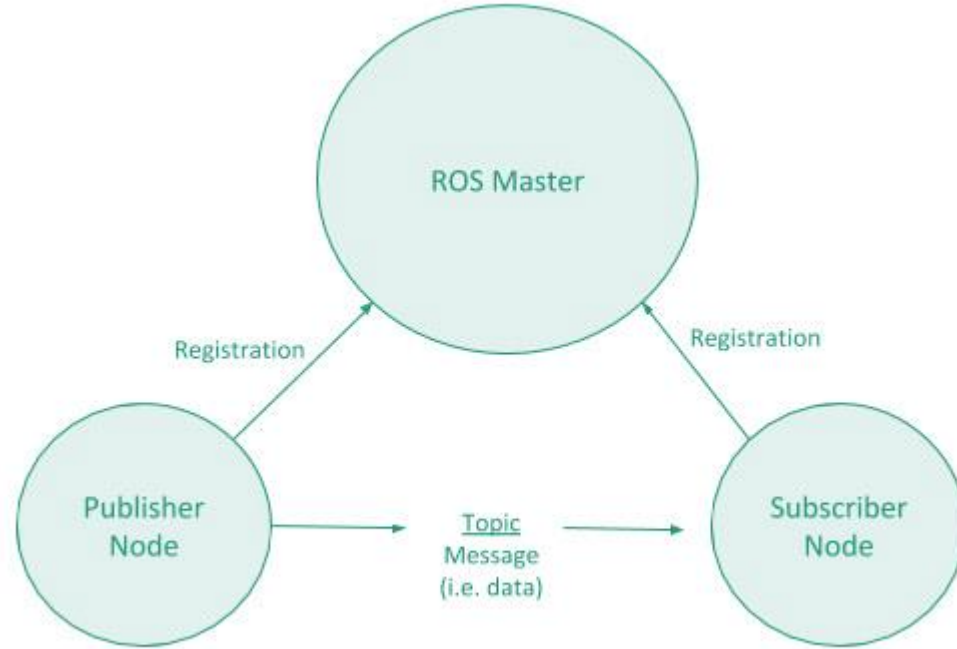 ROS Master
Registration
Registration
Publisher
Node
Topic
Message
(i.e. data)
Subscriber
Node